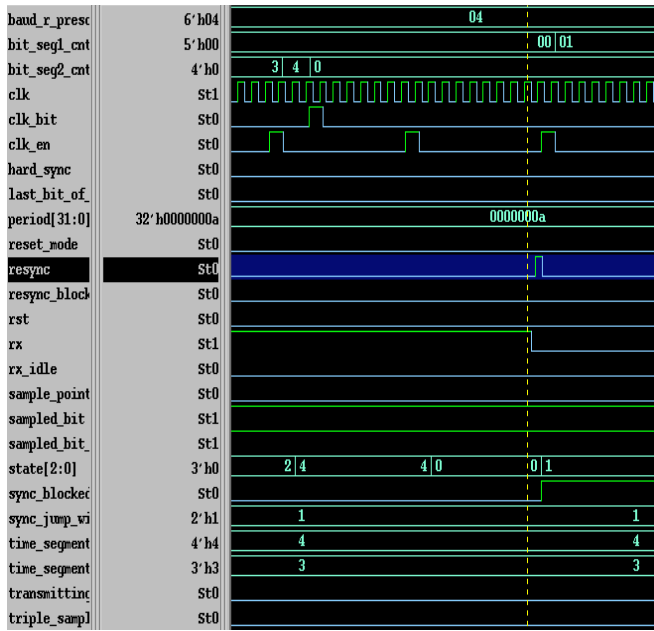 baud_r_presc 6'h04 04
bit_seg1_cnt 5'h00 00 01
bit_seg2_cnt 4'h0 3 4 0
clk St1
clk_bit St0
clk_en St0
hard_sync St0
last_bit_of_ St0
period[31:0] 32'h0000000a 0000000a
reset_mode St0
resync St0
resync_block St0
rst St0
rx St1
rx_idle St0
sample_point St0
sampled_bit St1
sampled_bit_ St1
state[2:0] 3'h0 2 4 4 0 0 1
sync_blocked St0
sync_jump_wi 2'h1 1 1
time_segment 4'h4 4 4
time_segment 3'h3 3 3
transmitting St0
triple_sampl St0